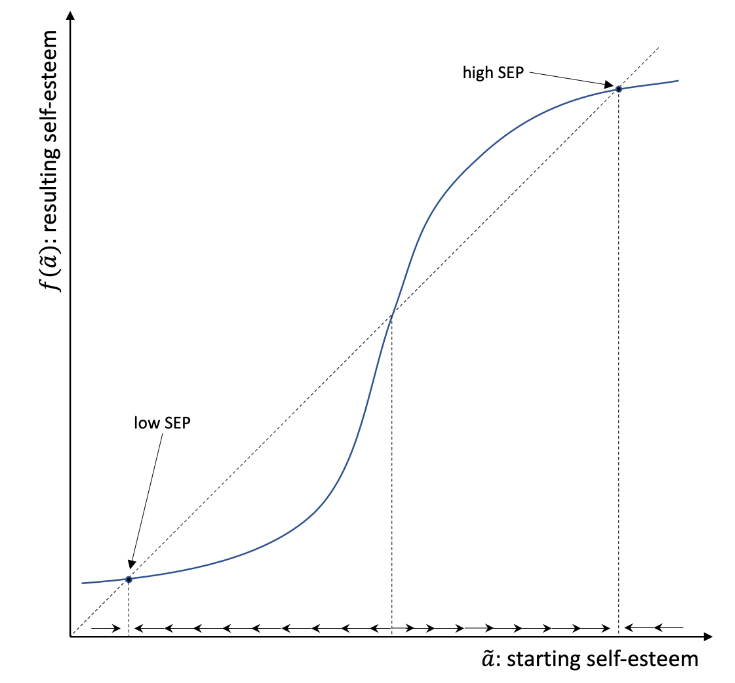 high SEP
f(ã): resulting self-esteem
low SEP
ã: starting self-esteem